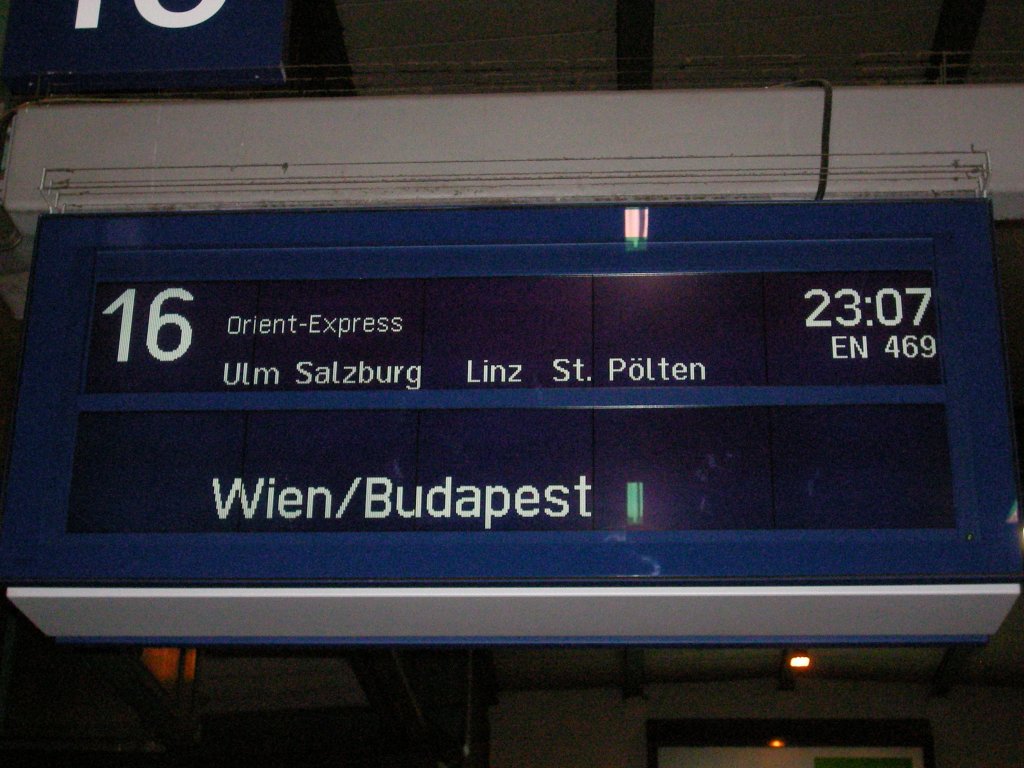 16
Orient-Express
23:07
EN 469
Ulm Salzburg Linz St. Pölten
Wien/Budapest